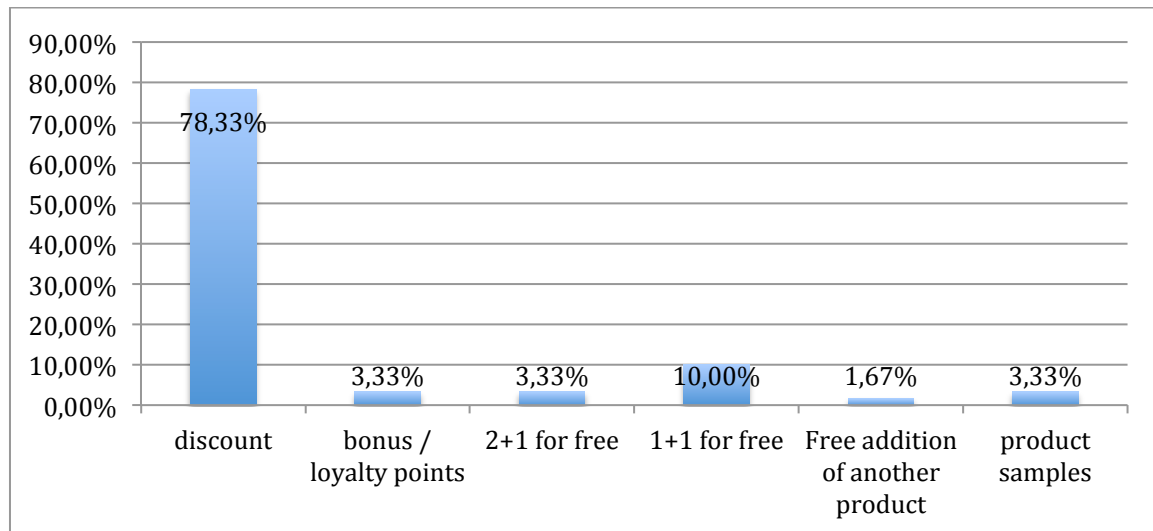 90,00%
80,00%
70,00%
60,00%
50,00%
40,00%
30,00%
20,00%
10,00%
0,00%
78,33%
3,33%
3,33%
10,00%
1,67%
3,33%
discount
bonus /
loyalty points
2+1 for free
1+1 for free
Free addition
of another
product
product
samples